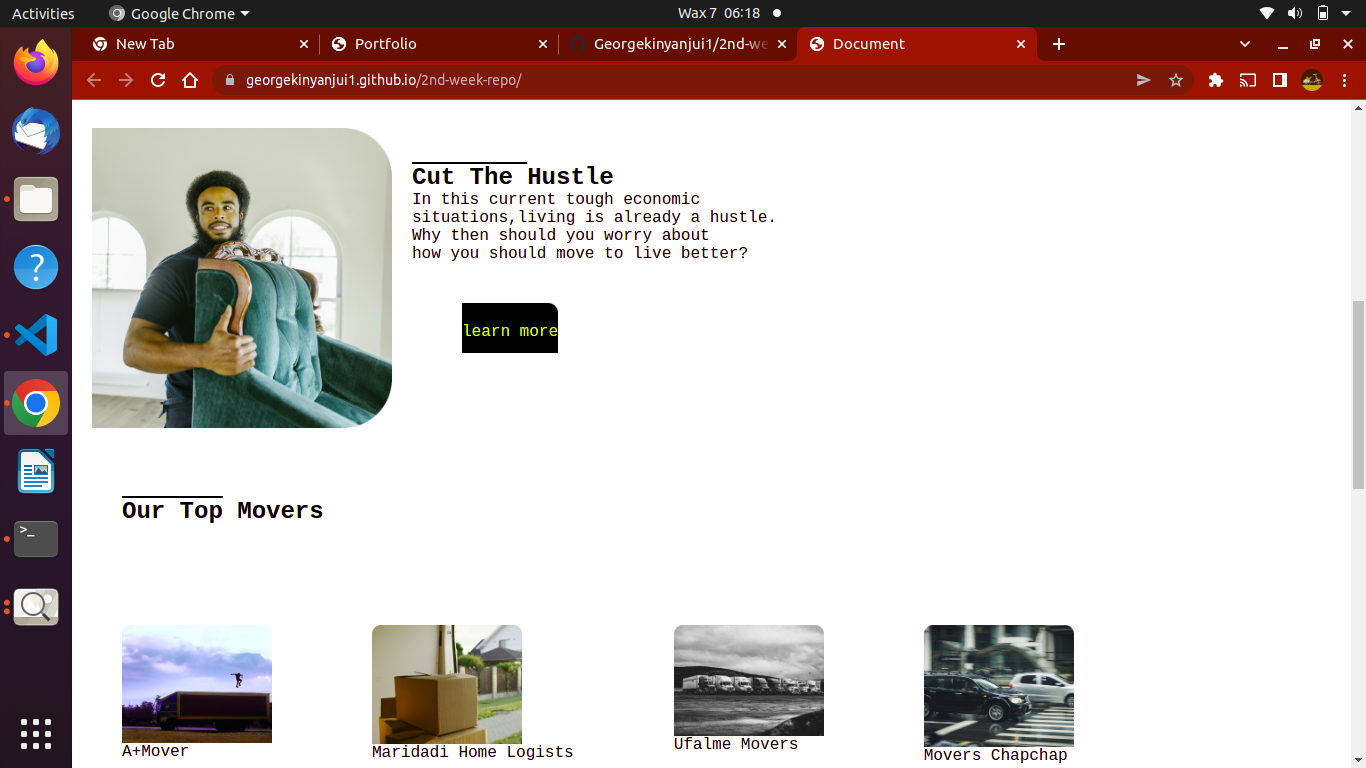 Activities
Google Chrome
Wax 7 06:18
New Tab
Portfolio
Georgekinyanjui1/2nd-we
Document
georgekinyanjui1.github.io/2nd-week-repo/
Cut The Hustle
In this current tough economic
situations,living is already a hustle.
Why then should you worry about
how you should move to live better?
learn more
Our Top Movers
A+Mover
Maridadi Home Logists
Ufalme Movers
Movers Chapchap